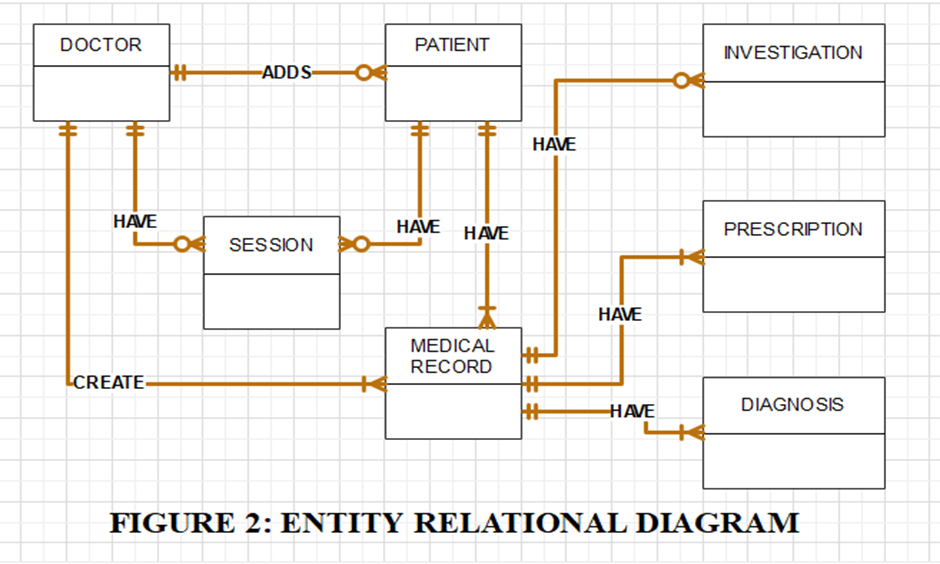 DOCTOR
PATIENT
INVESTIGATION
ADDS
HAVE
PRESCRIPTION
HAVE
HAVE
HAVE
SESSION
HAVE
MEDICAL
RECORD
CREATE
DIAGNOSIS
HAVE
FIGURE 2: ENTITY RELATIONAL DIAGRAM